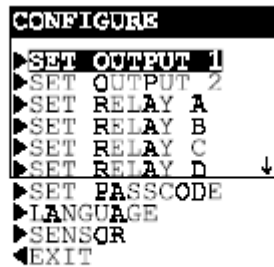 CONFIGURE
▶SET OUTPUT 1
▶SET OUTPUT 2
▶SET RELAY A
▶SET RELAY B
▶SET RELAY C
▶SET RELAY D ↓
▶SET PASSCODE
▶LANGUAGE
▶SENSOR
◀EXIT